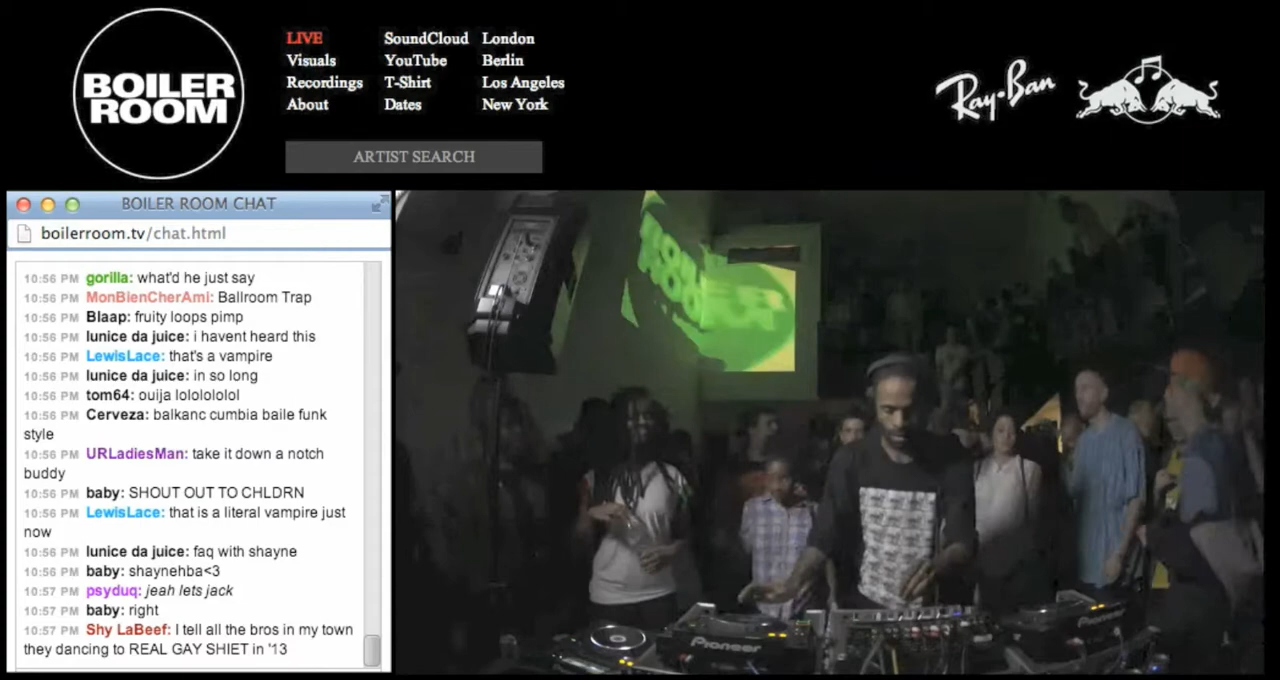 BOILER
ROOM
LIVE
Visuals
Recordings
About
SoundCloud
YouTube
T-Shirt
Dates
London
Berlin
Los Angeles
New York
ARTIST SEARCH
Ray-Ban
BOILER ROOM CHAT
boilerroom.tv/chat.html
10:56 PM gorilla: what'd he just say
10:56 PM MonBienCherAmi: Ballroom Trap
10:56 PM Blaap: fruity loops pimp
10:56 PM lunice da juice: i havent heard this
10:56 PM LewisLace: that's a vampire
10:56 PM lunice da juice: in so long
10:56 PM tom64: ouija lolololololol
10:56 PM Cerveza: balkanc cumbia baile funk
style
10:56 PM URLadiesMan: take it down a notch
buddy
10:56 PM baby: SHOUT OUT TO CHLDRN
10:56 PM LewisLace: that is a literal vampire just
now
10:56 PM lunice da juice: faq with shayne
10:56 PM baby: shaynehba<3
10:57 PM psyduq: jeah lets jack
10:57 PM baby: right
10:57 PM Shy LaBeef: I tell all the bros in my town
they dancing to REAL GAY SHIET in '13
BOILER
ROOM
Pioneer